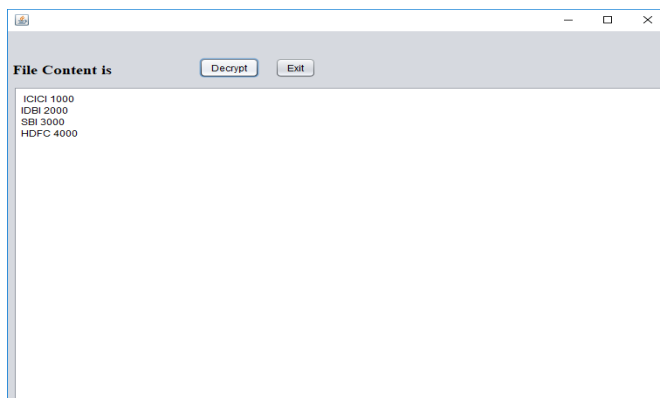 File Content is
Decrypt
Exit
ICICI 1000
IDBI 2000
SBI 3000
HDFC 4000